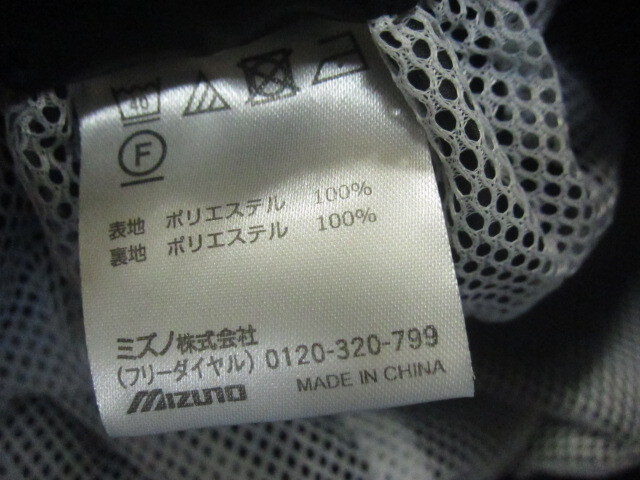 40
F
表地 ポリエステル 100%
裏地 ポリエステル 100%
ミズノ株式会社
(フリーダイヤル) 0120-320-799
MIZUNO MADE IN CHINA